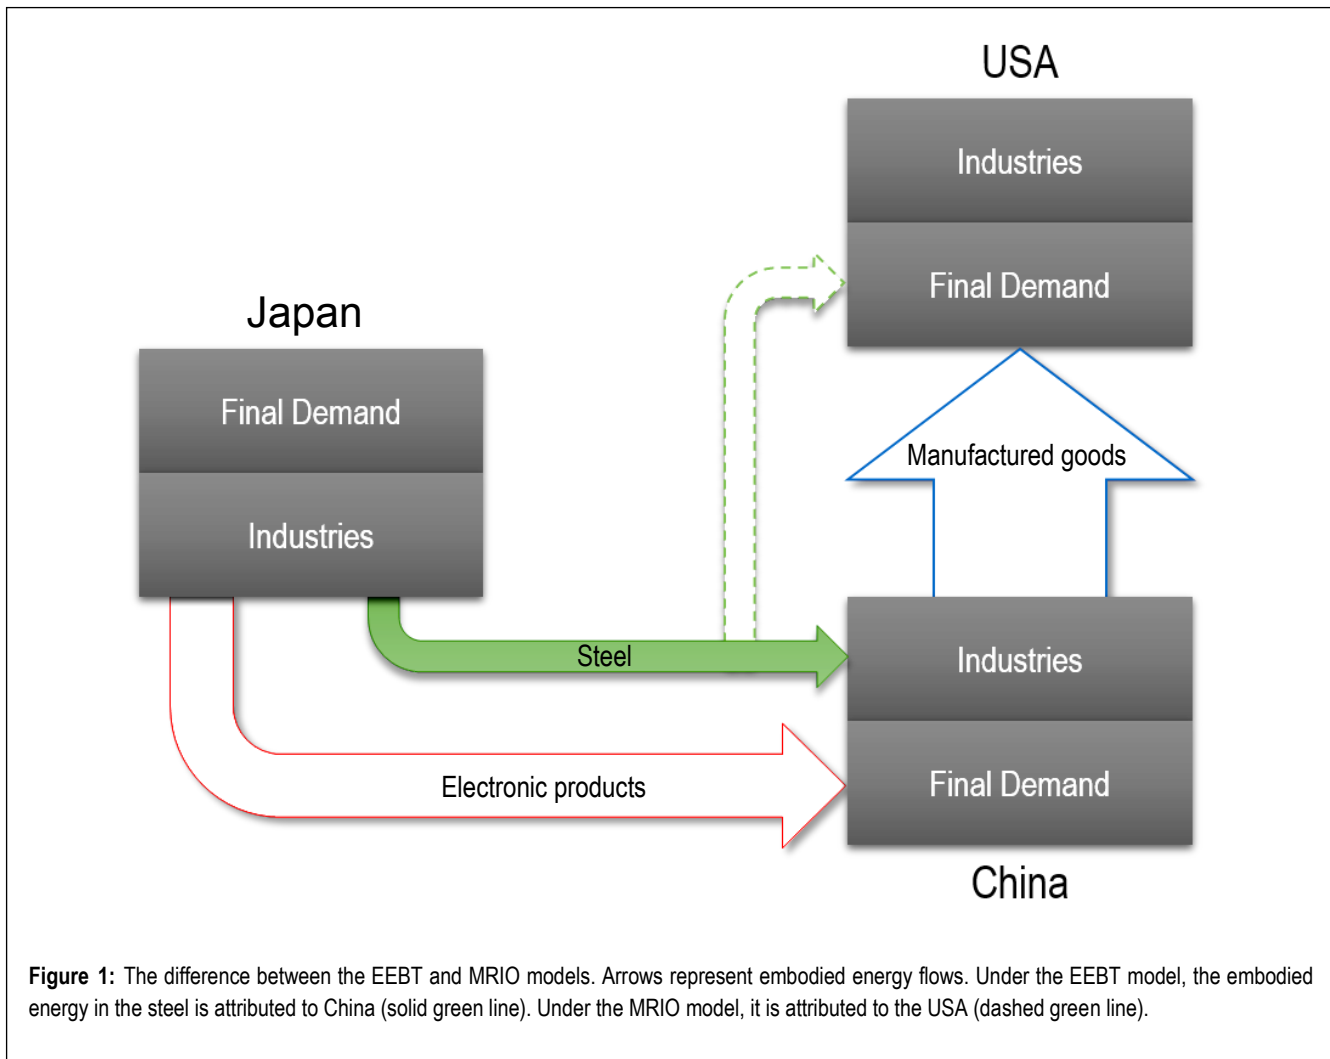 USA
Industries
Final Demand
Japan
Final Demand
Industries
Manufactured goods
Steel
Industries
Electronic products
Final Demand
China
Figure 1: The difference between the EEBT and MRIO models. Arrows represent embodied energy flows. Under the EEBT model, the embodied
energy in the steel is attributed to China (solid green line). Under the MRIO model, it is attributed to the USA (dashed green line).